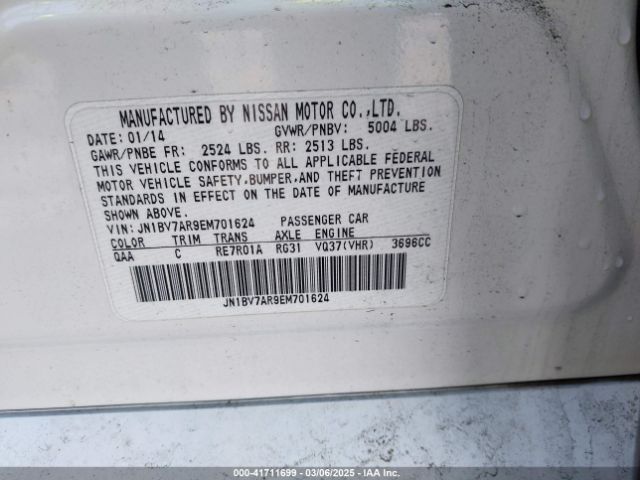 MANUFACTURED BY NISSAN MOTOR CO.,LTD.
DATE: 01/14 GVWR/PNBV: 5004 LBS.
GAWR/PNBE FR: 2524 LBS. RR: 2513 LBS.
THIS VEHICLE CONFORMS TO ALL APPLICABLE FEDERAL
MOTOR VEHICLE SAFETY,BUMPER,AND THEFT PREVENTION
STANDARDS IN EFFECT ON THE DATE OF MANUFACTURE
SHOWN ABOVE.
VIN: JN1BV7AR9EM701624 PASSENGER CAR
COLOR TRIM TRANS AXLE ENGINE
QAA C RE7R01A RG31 VQ37(VHR) 3696CC
JN1BV7AR9EM701624
000-41711699 | 03/06/2025 | IAA Inc.